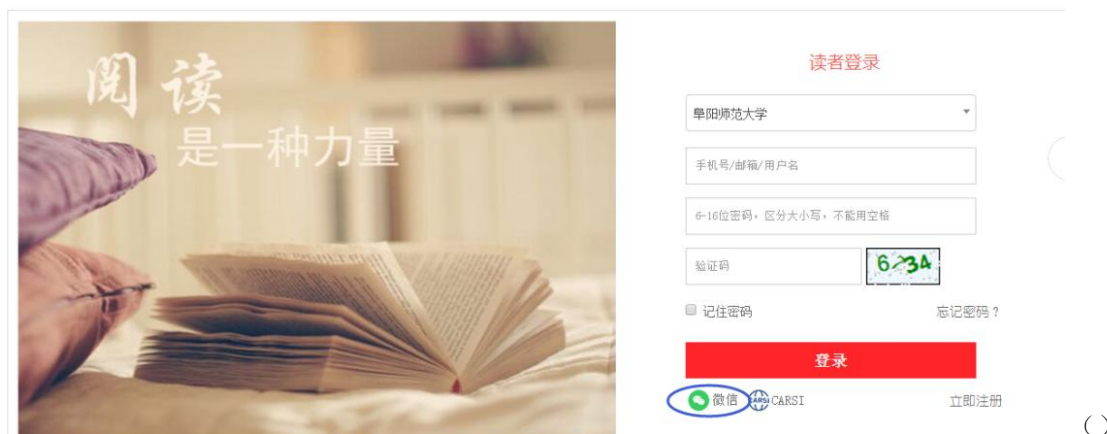 阅读
是一种力量
读者登录
阜阳师范大学
手机号/邮箱/用户名
6-16位密码，区分大小写，不能用空格
验证码
记住密码
忘记密码？
登录
微信 CARSI CARSI
立即注册
( )